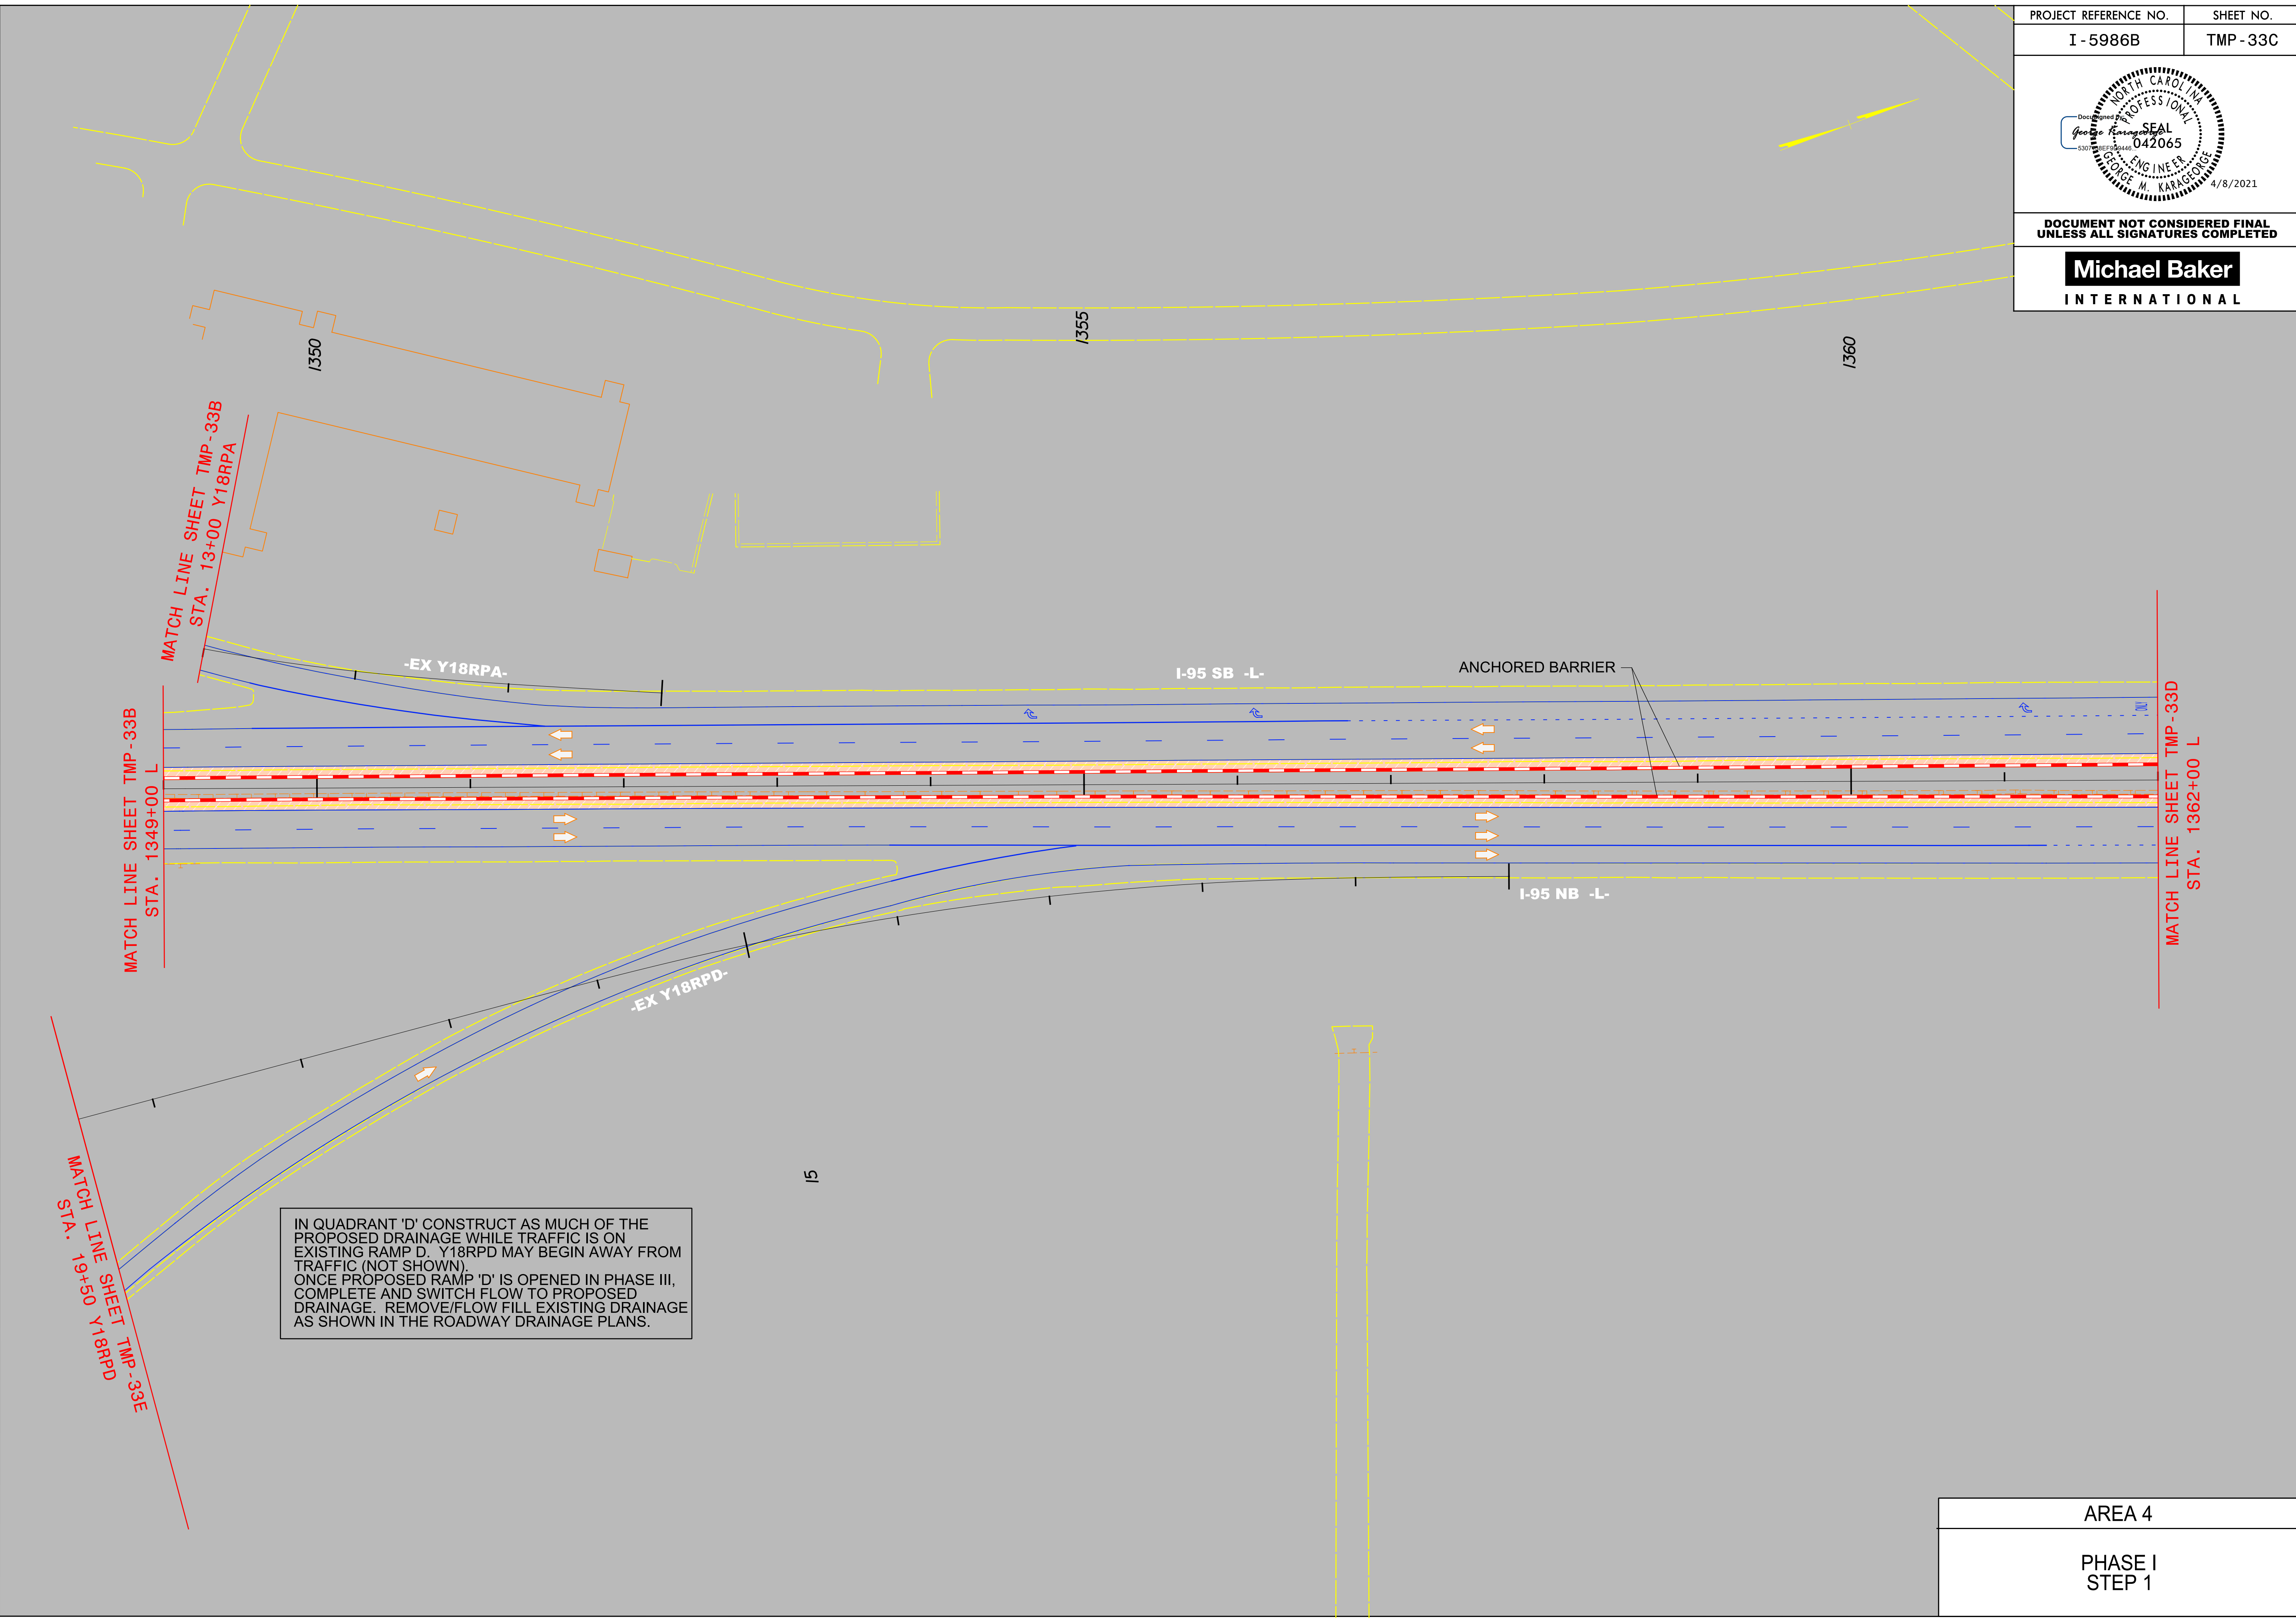 PROJECT REFERENCE NO. SHEET NO.
I-5986B TMP-33C
NORTH CAROLINA
PROFESSIONAL
SEAL
042065
ENGINEER
GEORGE M. KARAGEORGE
4/8/2021
DOCUMENT NOT CONSIDERED FINAL
UNLESS ALL SIGNATURES COMPLETED
Michael Baker
INTERNATIONAL
1350
1355
1360
MATCH LINE SHEET TMP-33B
STA. 13+00 Y18RPA
-EX Y18RPA-
I-95 SB -L-
ANCHORED BARRIER
MATCH LINE SHEET TMP-33B
STA. 1349+00 L
MATCH LINE SHEET TMP-33D
STA. 1362+00 L
I-95 NB -L-
-EX Y18RPD-
15
MATCH LINE SHEET TMP-33E
STA. 19+50 Y18RPD
IN QUADRANT 'D' CONSTRUCT AS MUCH OF THE
PROPOSED DRAINAGE WHILE TRAFFIC IS ON
EXISTING RAMP D. Y18RPD MAY BEGIN AWAY FROM
TRAFFIC (NOT SHOWN).
ONCE PROPOSED RAMP 'D' IS OPENED IN PHASE III,
COMPLETE AND SWITCH FLOW TO PROPOSED
DRAINAGE. REMOVE/FLOW FILL EXISTING DRAINAGE
AS SHOWN IN THE ROADWAY DRAINAGE PLANS.
AREA 4
PHASE I
STEP 1